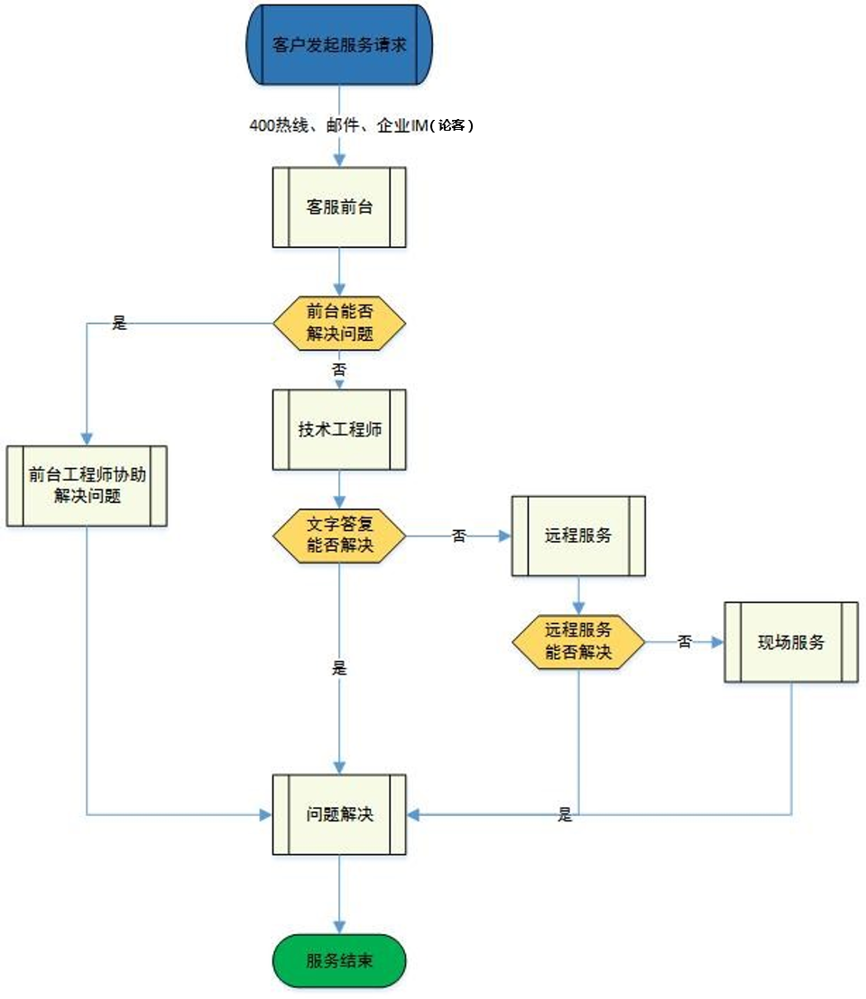 客户发起服务请求
400热线、邮件、企业IM(论客)
客服前台
前台能否
解决问题
是
否
技术工程师
前台工程师协助
解决问题
文字答复
能否解决
否
远程服务
远程服务
能否解决
否
现场服务
是
问题解决
是
服务结束